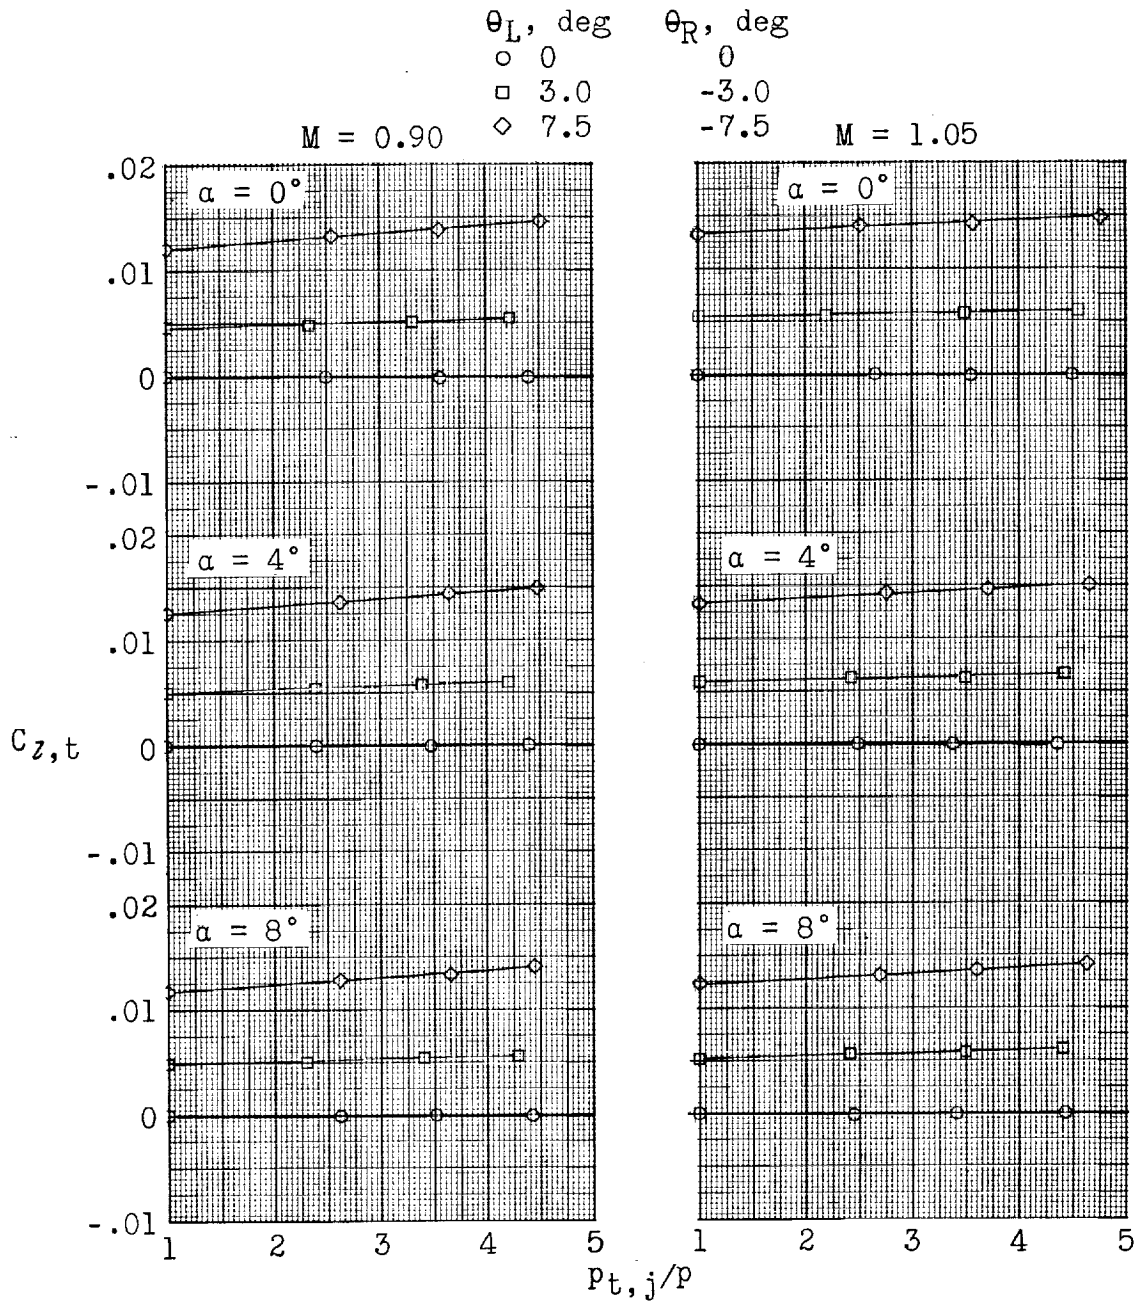 θL, deg θR, deg
0 0
3.0 -3.0
7.5 -7.5
M = 0.90 M = 1.05
.02
α = 0° α = 0°
.01
0
-.01
.02
α = 4° α = 4°
.01
Cl,t 0
-.01
.02
α = 8° α = 8°
.01
0
-.01
1 2 3 4 5 1 2 3 4 5
pt,j/p